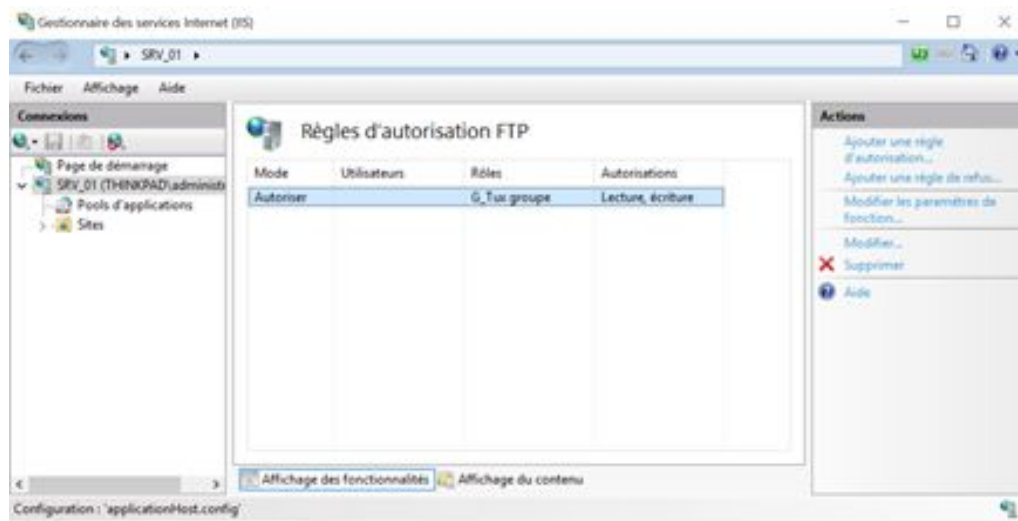 Gestionnaire des services Internet (IIS)
SRV_01
Fichier Affichage Aide
Connexions
Page de démarrage
SRV_01 (THINKPAD\administ
Pools d'applications
Sites
Règles d'autorisation FTP
Mode Utilisateurs Rôles Autorisations
Autoriser G_Tux groupe Lecture, écriture
Affichage des fonctionnalités Affichage du contenu
Actions
Ajouter une règle
d'autorisation...
Ajouter une règle de refus...
Modifier les paramètres de
fonction...
Modifier...
Supprimer
Aide
Configuration : 'applicationHost.config'